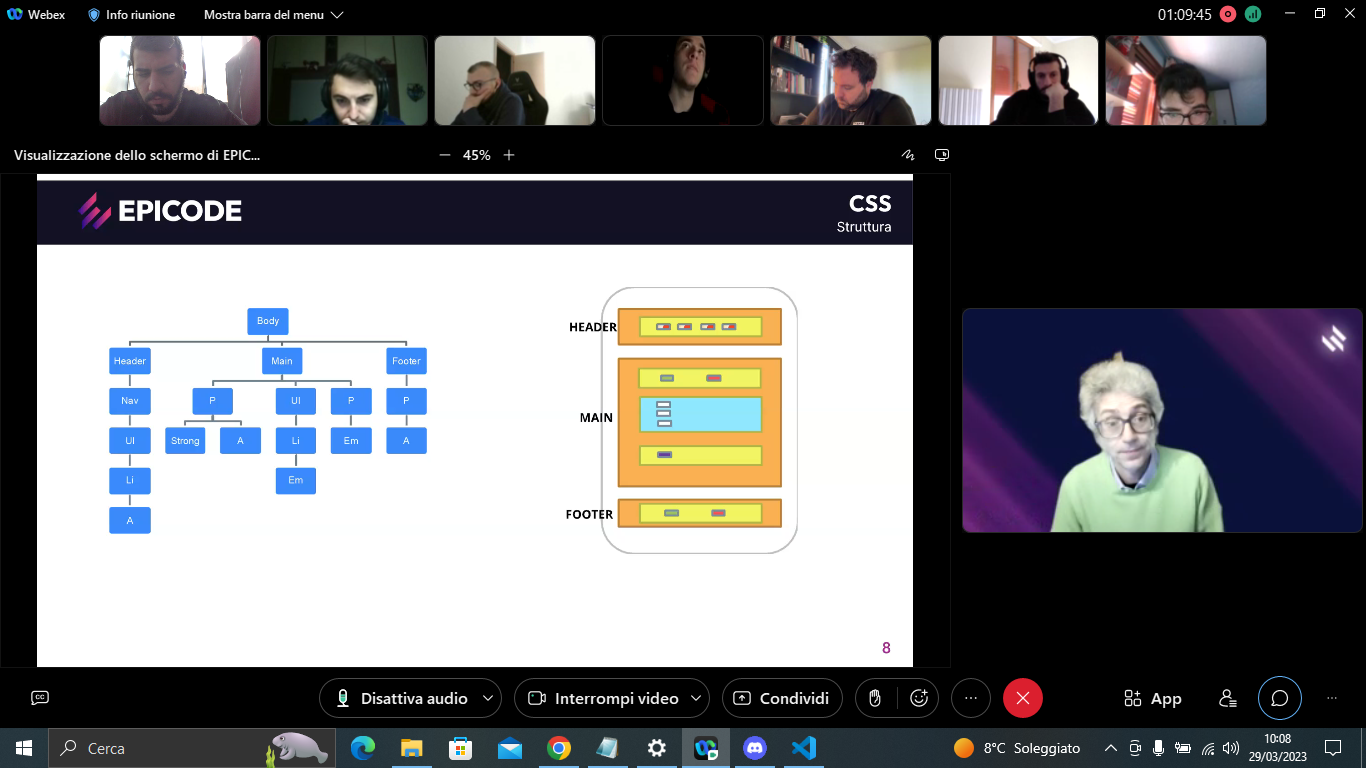 Webex
Info riunione
Mostra barra del menu
01:09:45
Visualizzazione dello schermo di EPIC...
45%
EPICODE
CSS
Struttura
Body
Header
Main
Footer
Nav
P
Ul
P
P
Ul
Strong
A
Li
Em
A
Li
Em
A
HEADER
MAIN
FOOTER
8
CC
Disattiva audio
Interrompi video
Condividi
App
Cerca
8°C Soleggiato
10:08
29/03/2023